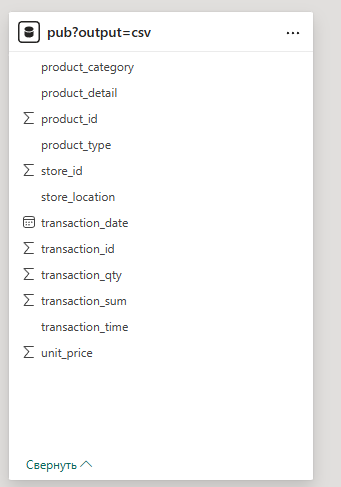 pub?output=csv
product_category
product_detail
product_id
product_type
store_id
store_location
transaction_date
transaction_id
transaction_qty
transaction_sum
transaction_time
unit_price
Свернуть